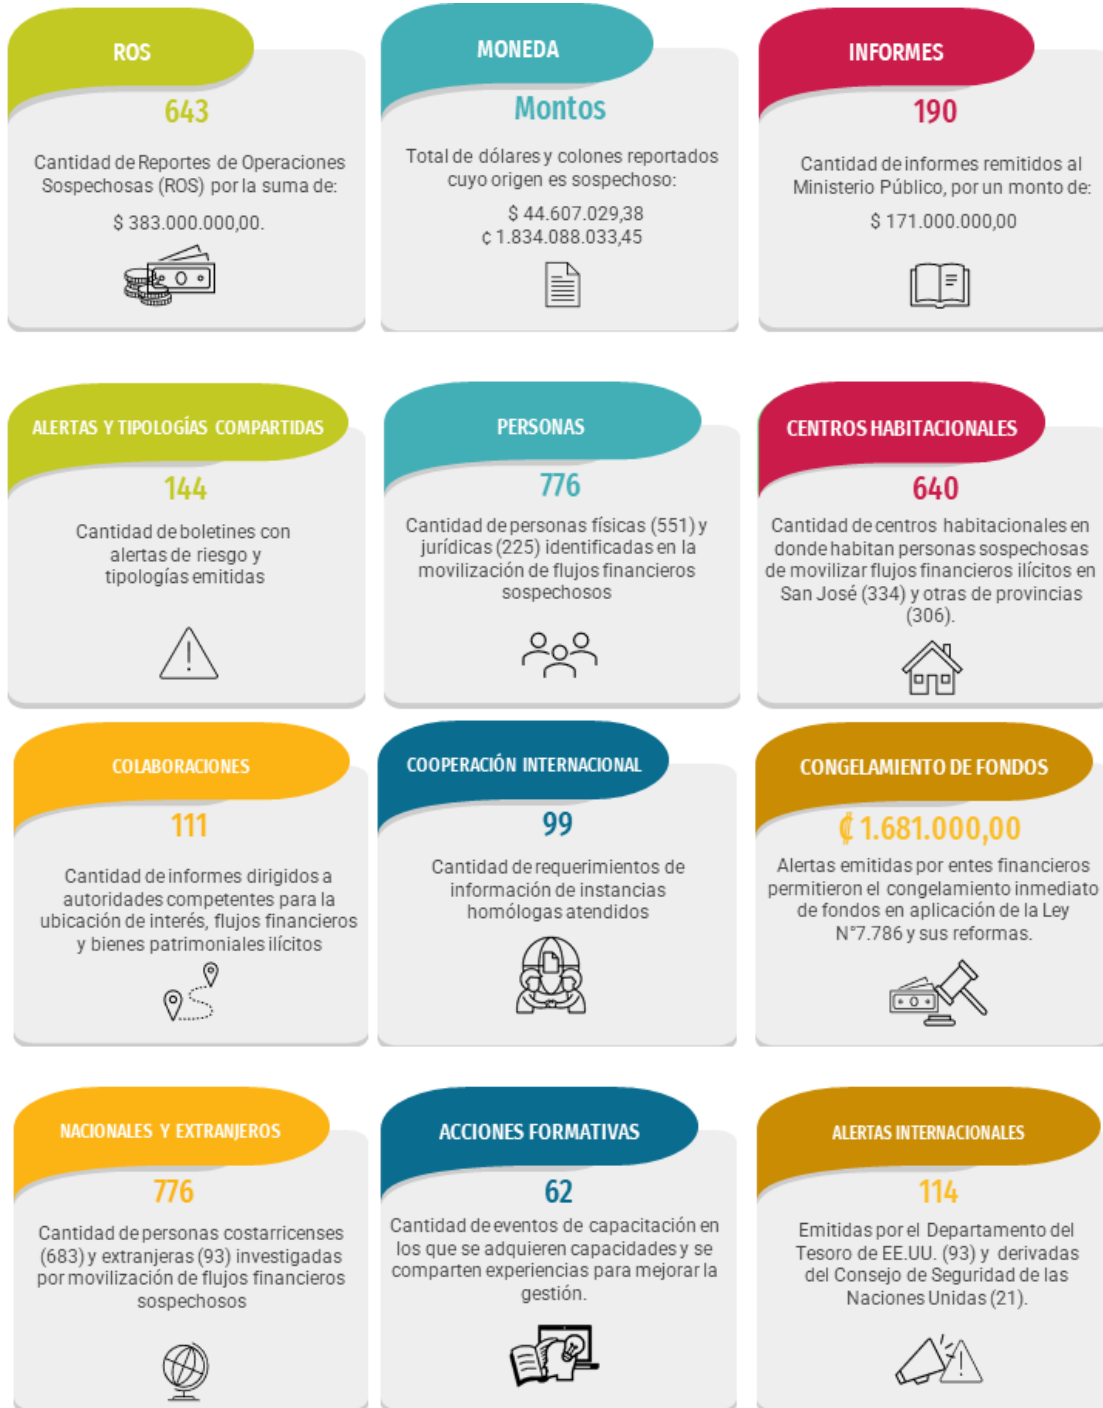 ROS
643
Cantidad de Reportes de Operaciones
Sospechosas (ROS) por la suma de:
$ 383.000.000,00.
MONEDA
Montos
Total de dólares y colones reportados
cuyo origen es sospechoso:
$ 44.607.029,38
¢ 1.834.088.033,45
INFORMES
190
Cantidad de informes remitidos al
Ministerio Público, por un monto de:
$ 171.000.000,00
ALERTAS Y TIPOLOGÍAS COMPARTIDAS
144
Cantidad de boletines con
alertas de riesgo y
tipologías emitidas
PERSONAS
776
Cantidad de personas físicas (551) y
jurídicas (225) identificadas en la
movilización de flujos financieros
sospechosos
CENTROS HABITACIONALES
640
Cantidad de centros habitacionales en
donde habitan personas sospechosas
de movilizar flujos financieros ilícitos en
San José (334) y otras de provincias
(306).
COLABORACIONES
111
Cantidad de informes dirigidos a
autoridades competentes para la
ubicación de interés, flujos financieros
y bienes patrimoniales ilícitos
COOPERACIÓN INTERNACIONAL
99
Cantidad de requerimientos de
información de instancias
homólogas atendidos
CONGELAMIENTO DE FONDOS
₡ 1.681.000,00
Alertas emitidas por entes financieros
permitieron el congelamiento inmediato
de fondos en aplicación de la Ley
N°7.786 y sus reformas.
NACIONALES Y EXTRANJEROS
776
Cantidad de personas costarricenses
(683) y extranjeras (93) investigadas
por movilización de flujos financieros
sospechosos
ACCIONES FORMATIVAS
62
Cantidad de eventos de capacitación en
los que se adquieren capacidades y se
comparten experiencias para mejorar la
gestión.
ALERTAS INTERNACIONALES
114
Emitidas por el Departamento del
Tesoro de EE.UU. (93) y derivadas
del Consejo de Seguridad de las
Naciones Unidas (21).